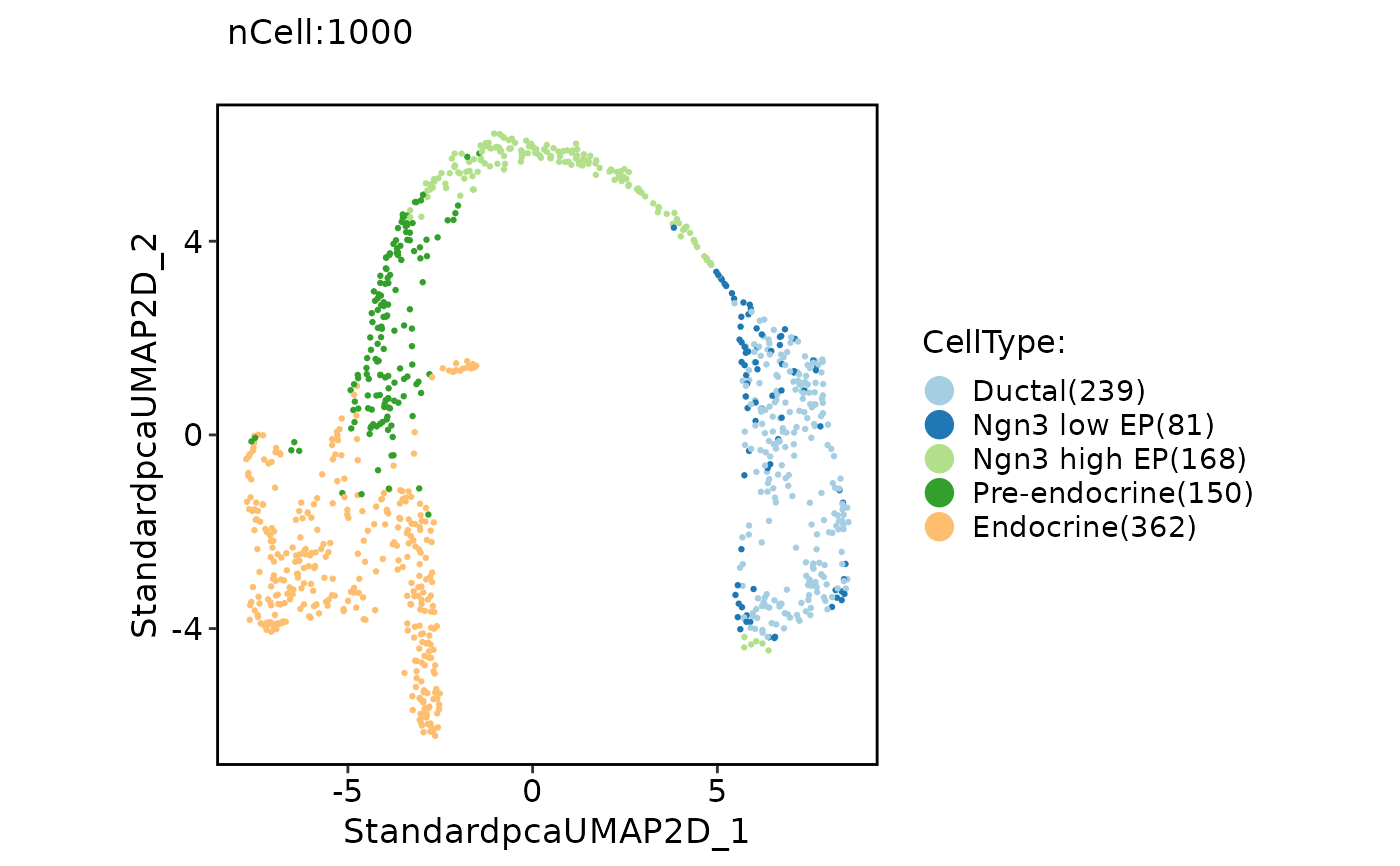 nCell:1000
StandardpcaUMAP2D_2
4
0
-4
-5
0
5
StandardpcaUMAP2D_1
CellType:
Ductal(239)
Ngn3 low EP(81)
Ngn3 high EP(168)
Pre-endocrine(150)
Endocrine(362)